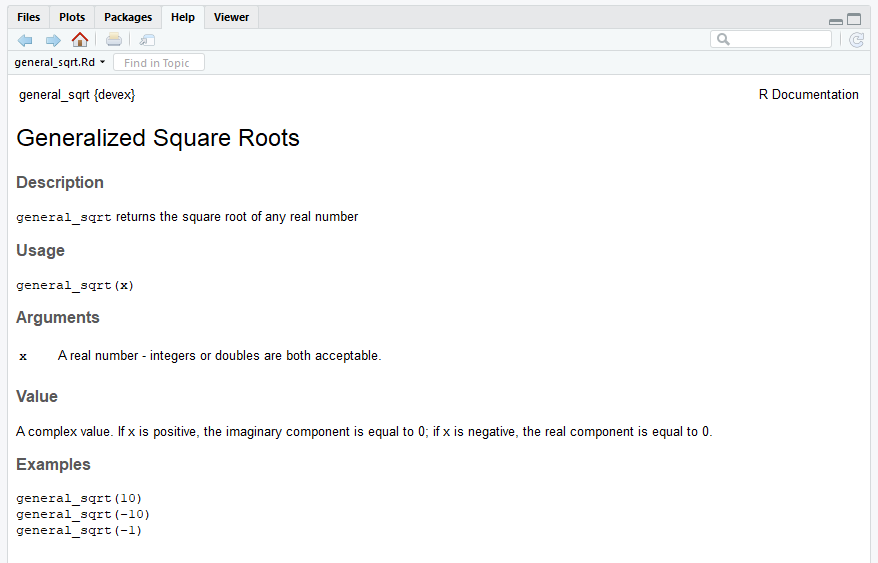 Files Plots Packages Help Viewer
general_sqrt.Rd Find in Topic
general_sqrt {devex} R Documentation
Generalized Square Roots
Description
general_sqrt returns the square root of any real number
Usage
general_sqrt(x)
Arguments
x A real number - integers or doubles are both acceptable.
Value
A complex value. If x is positive, the imaginary component is equal to 0; if x is negative, the real component is equal to 0.
Examples
general_sqrt(10)
general_sqrt(-10)
general_sqrt(-1)